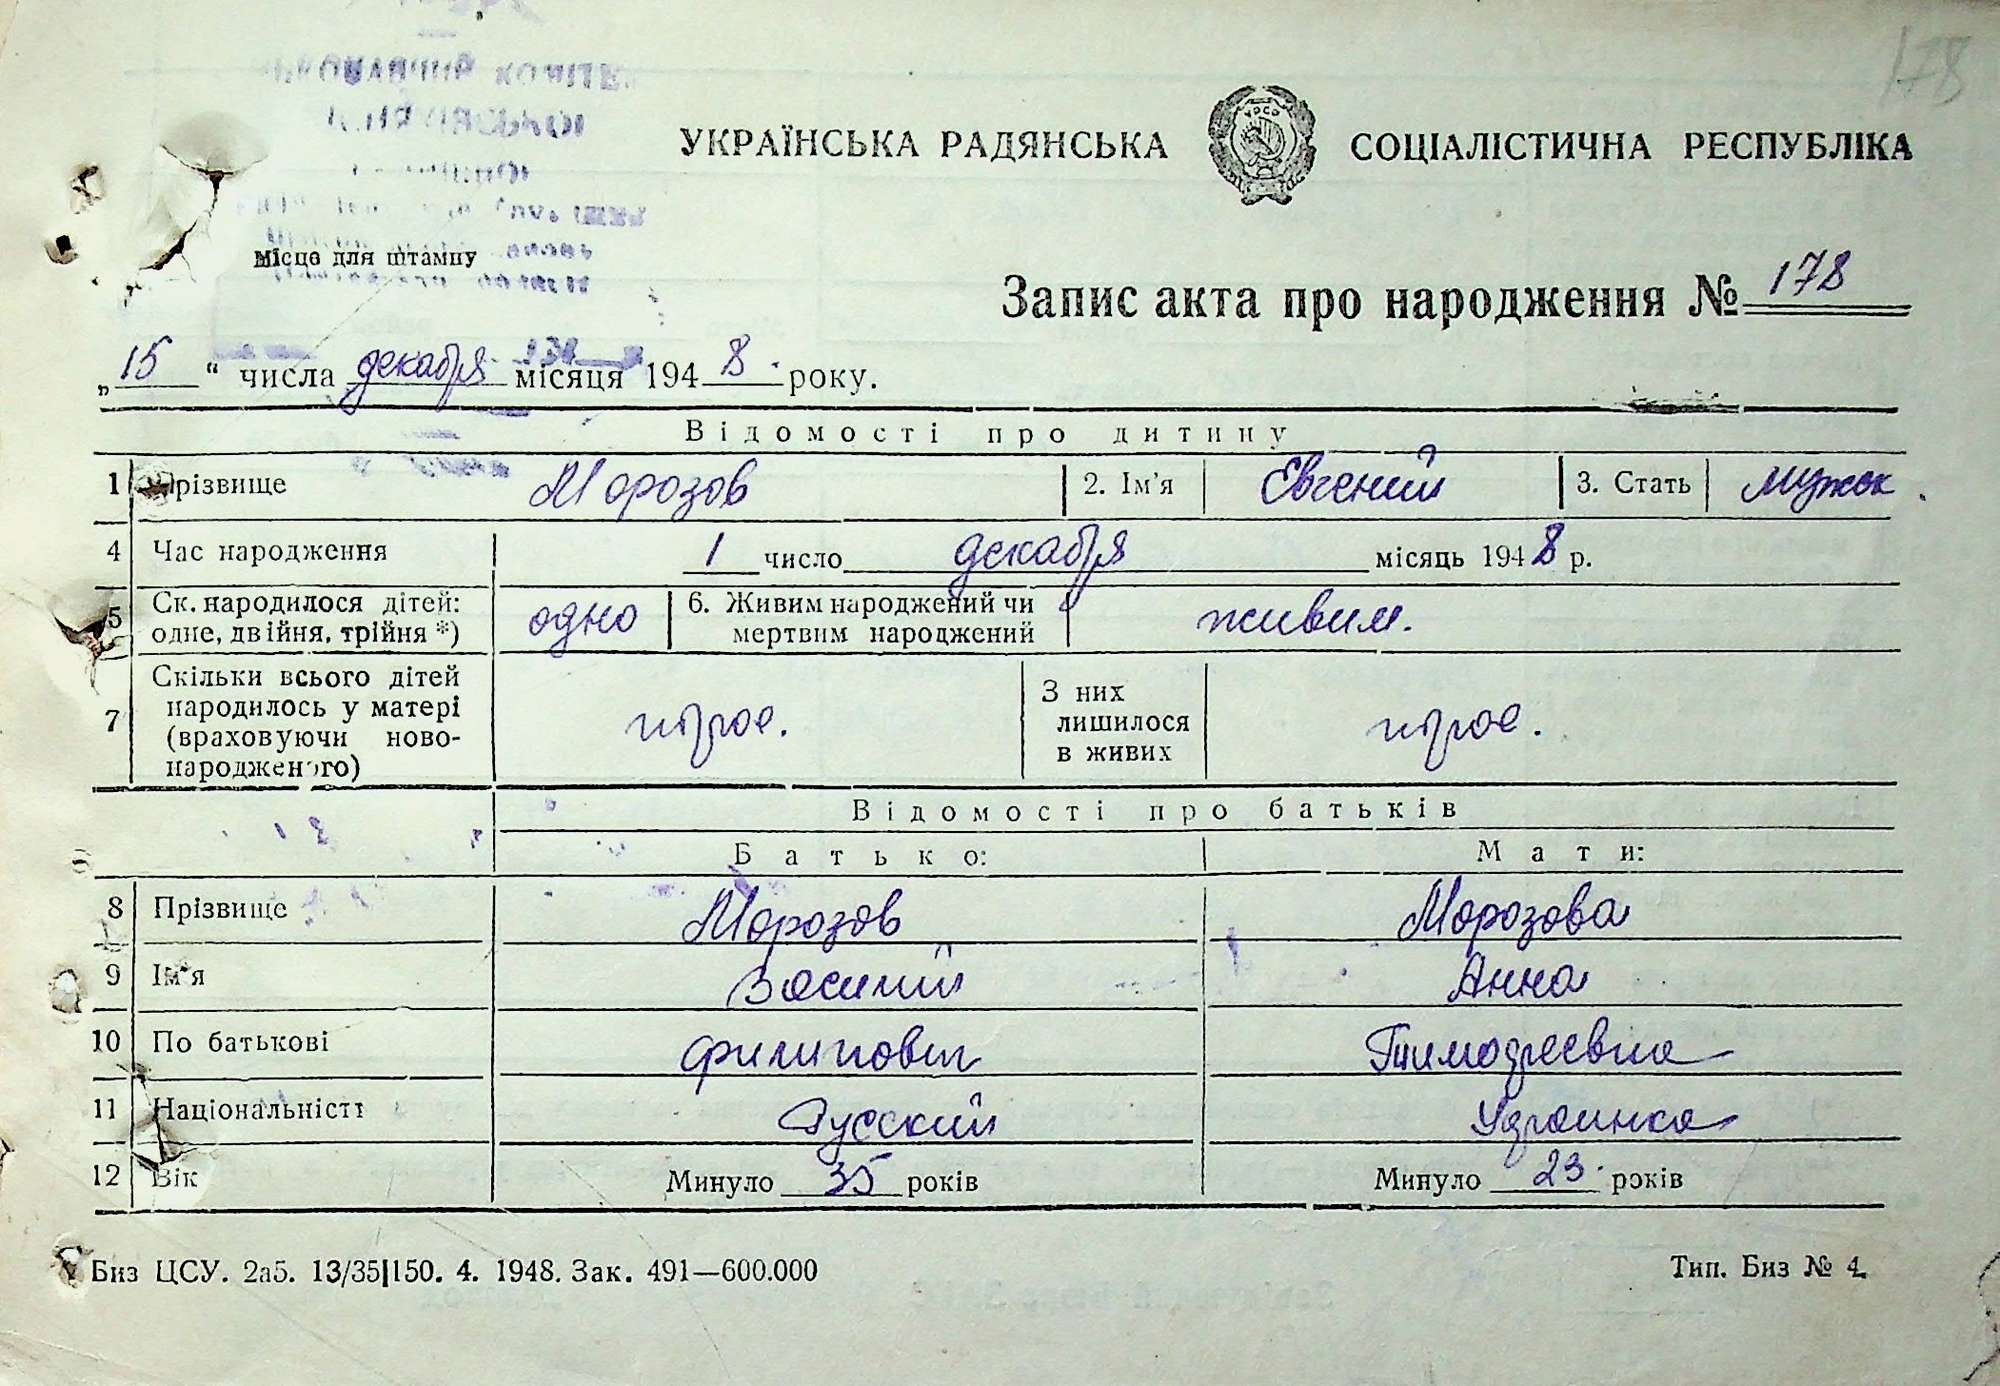 178
УКРАЇНСЬКА РАДЯНСЬКА СОЦІАЛІСТИЧНА РЕСПУБЛІКА
УРСР
Місце для штампу
Запис акта про народження № 178
„15“ числа декабря місяця 1948 року.
Відомості про дитину
1 Прізвище Морозов 2. Ім'я Евгений 3. Стать мужск.
4 Час народження 1 число декабря місяць 1948 р.
5 Ск. народилося дітей: одне, двійня, трійня *) одно 6. Живим народжений чи мертвим народжений живим.
7 Скільки всього дітей народилось у матері (враховуючи ново-народженого) З них лишилося в живих
Відомості про батьків
Батько: Мати:
8 Прізвище Морозов Морозова
9 Ім'я Василий Анна
10 По батькові Филипович
11 Національність Русский Украинка
12 Вік Минуло 35 років Минуло 23 років
Биз ЦСУ. 2а5. 13/35|150. 4. 1948. Зак. 491—600.000 Тип. Биз № 4